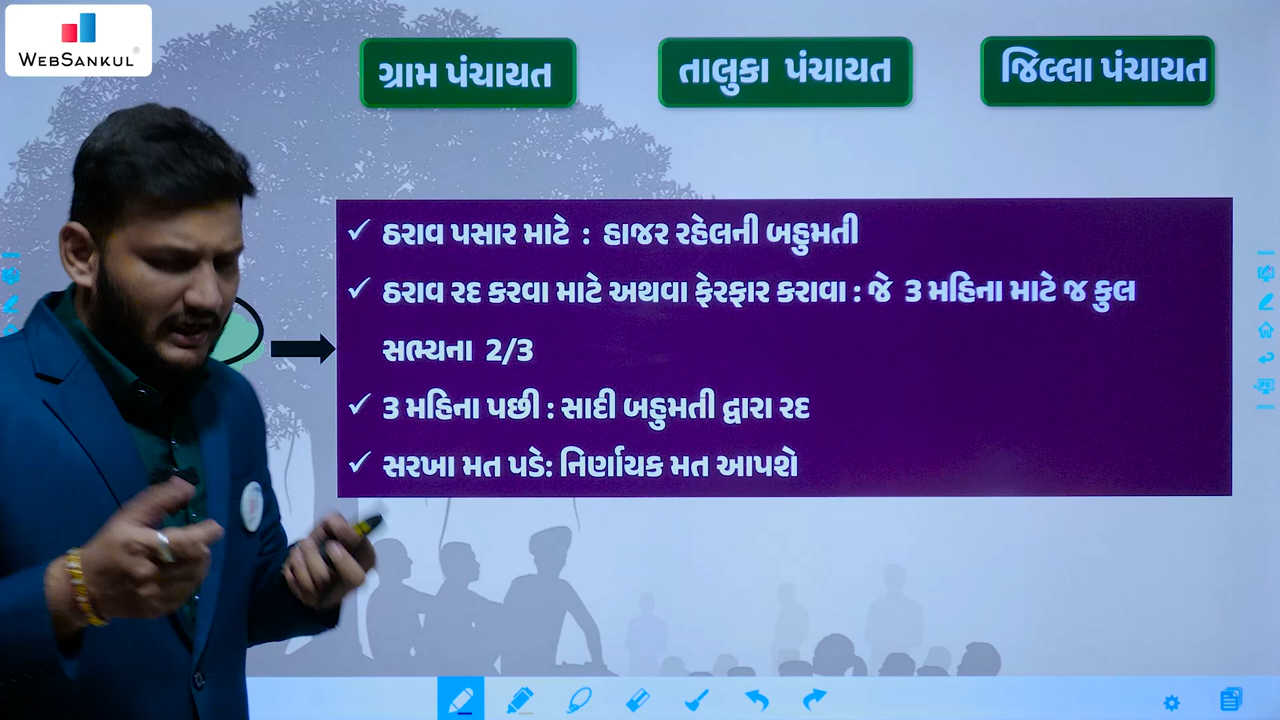 WEBSANKUL®
ગ્રામ પંચાયત
તાલુકા પંચાયત
જિલ્લા પંચાયત
✓ ઠરાવ પસાર માટે : હાજર રહેલની બહુમતી
✓ ઠરાવ રદ કરવા માટે અથવા ફેરફાર કરાવા : જે 3 મહિના માટે જ કુલ
સભ્યના 2/3
✓ 3 મહિના પછી : સાદી બહુમતી દ્વારા રદ
✓ સરખા મત પડે: નિર્ણાયક મત આપશે